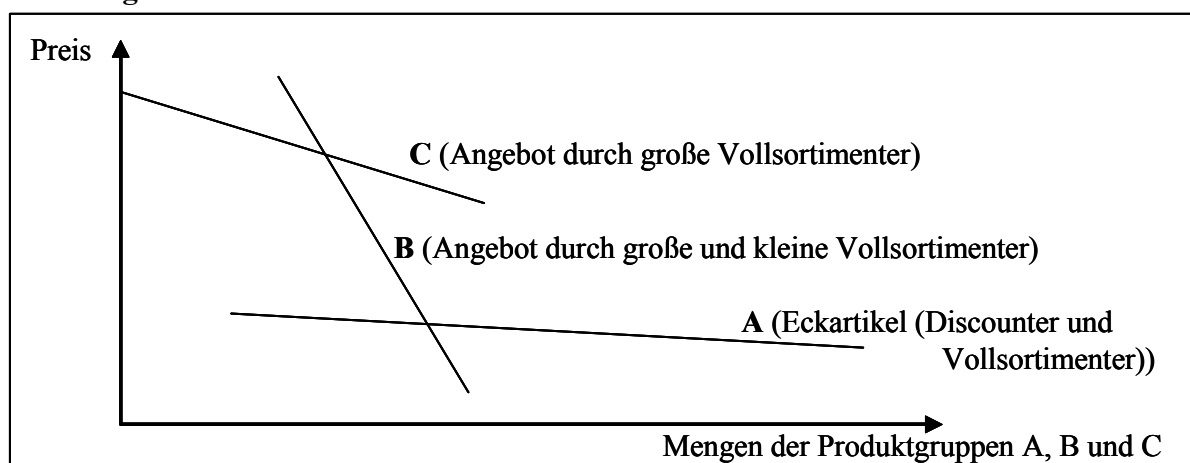 Preis
C (Angebot durch große Vollsortimenter)
B (Angebot durch große und kleine Vollsortimenter)
A (Eckartikel (Discounter und
Vollsortimenter))
Mengen der Produktgruppen A, B und C